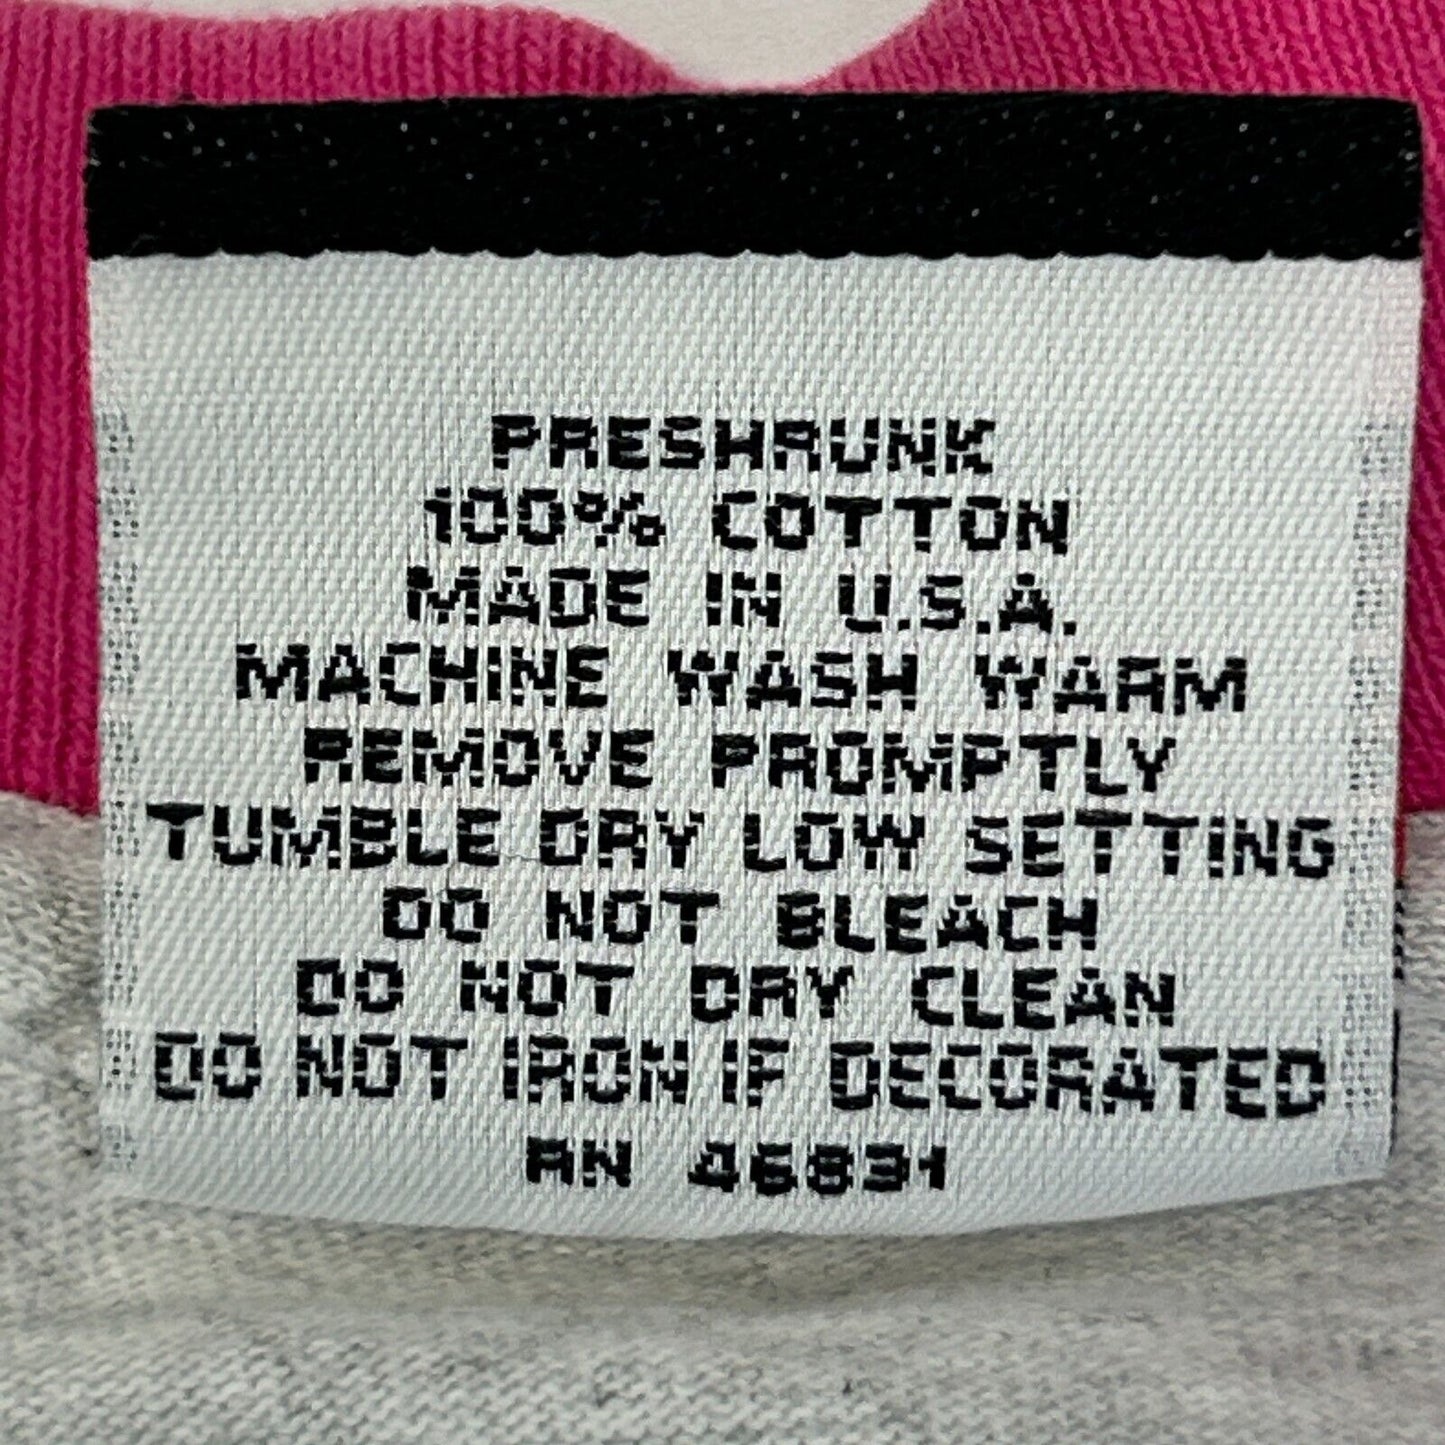 PRESHRUNK
100% COTTON
MADE IN U.S.A.
MACHINE WASH WARM
REMOVE PROMPTLY
TUMBLE DRY LOW SETTING
DO NOT BLEACH
DO NOT DRY CLEAN
DO NOT IRON IF DECORATED
RN 46831